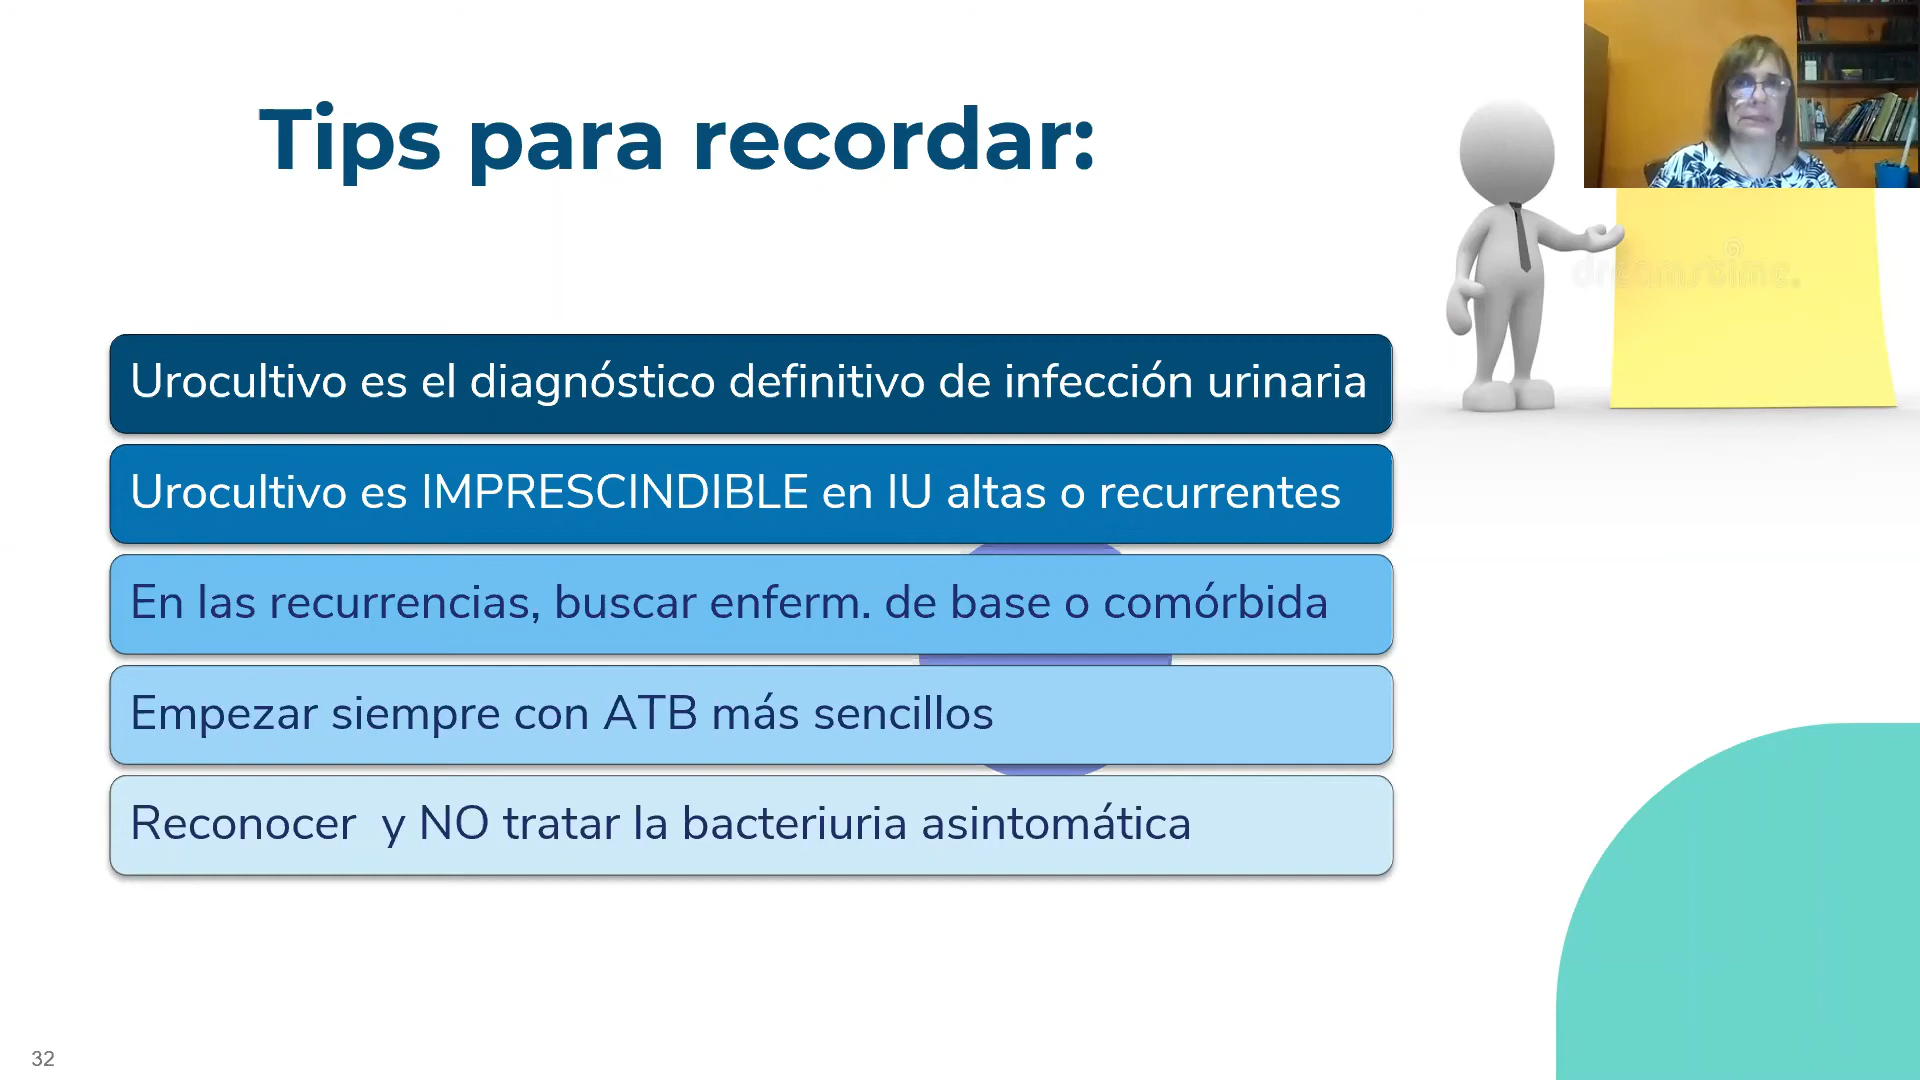 Tips para recordar:
dreamstime.
Urocultivo es el diagnóstico definitivo de infección urinaria
Urocultivo es IMPRESCINDIBLE en IU altas o recurrentes
En las recurrencias, buscar enferm. de base o comórbida
Empezar siempre con ATB más sencillos
Reconocer  y NO tratar la bacteriuria asintomática
32